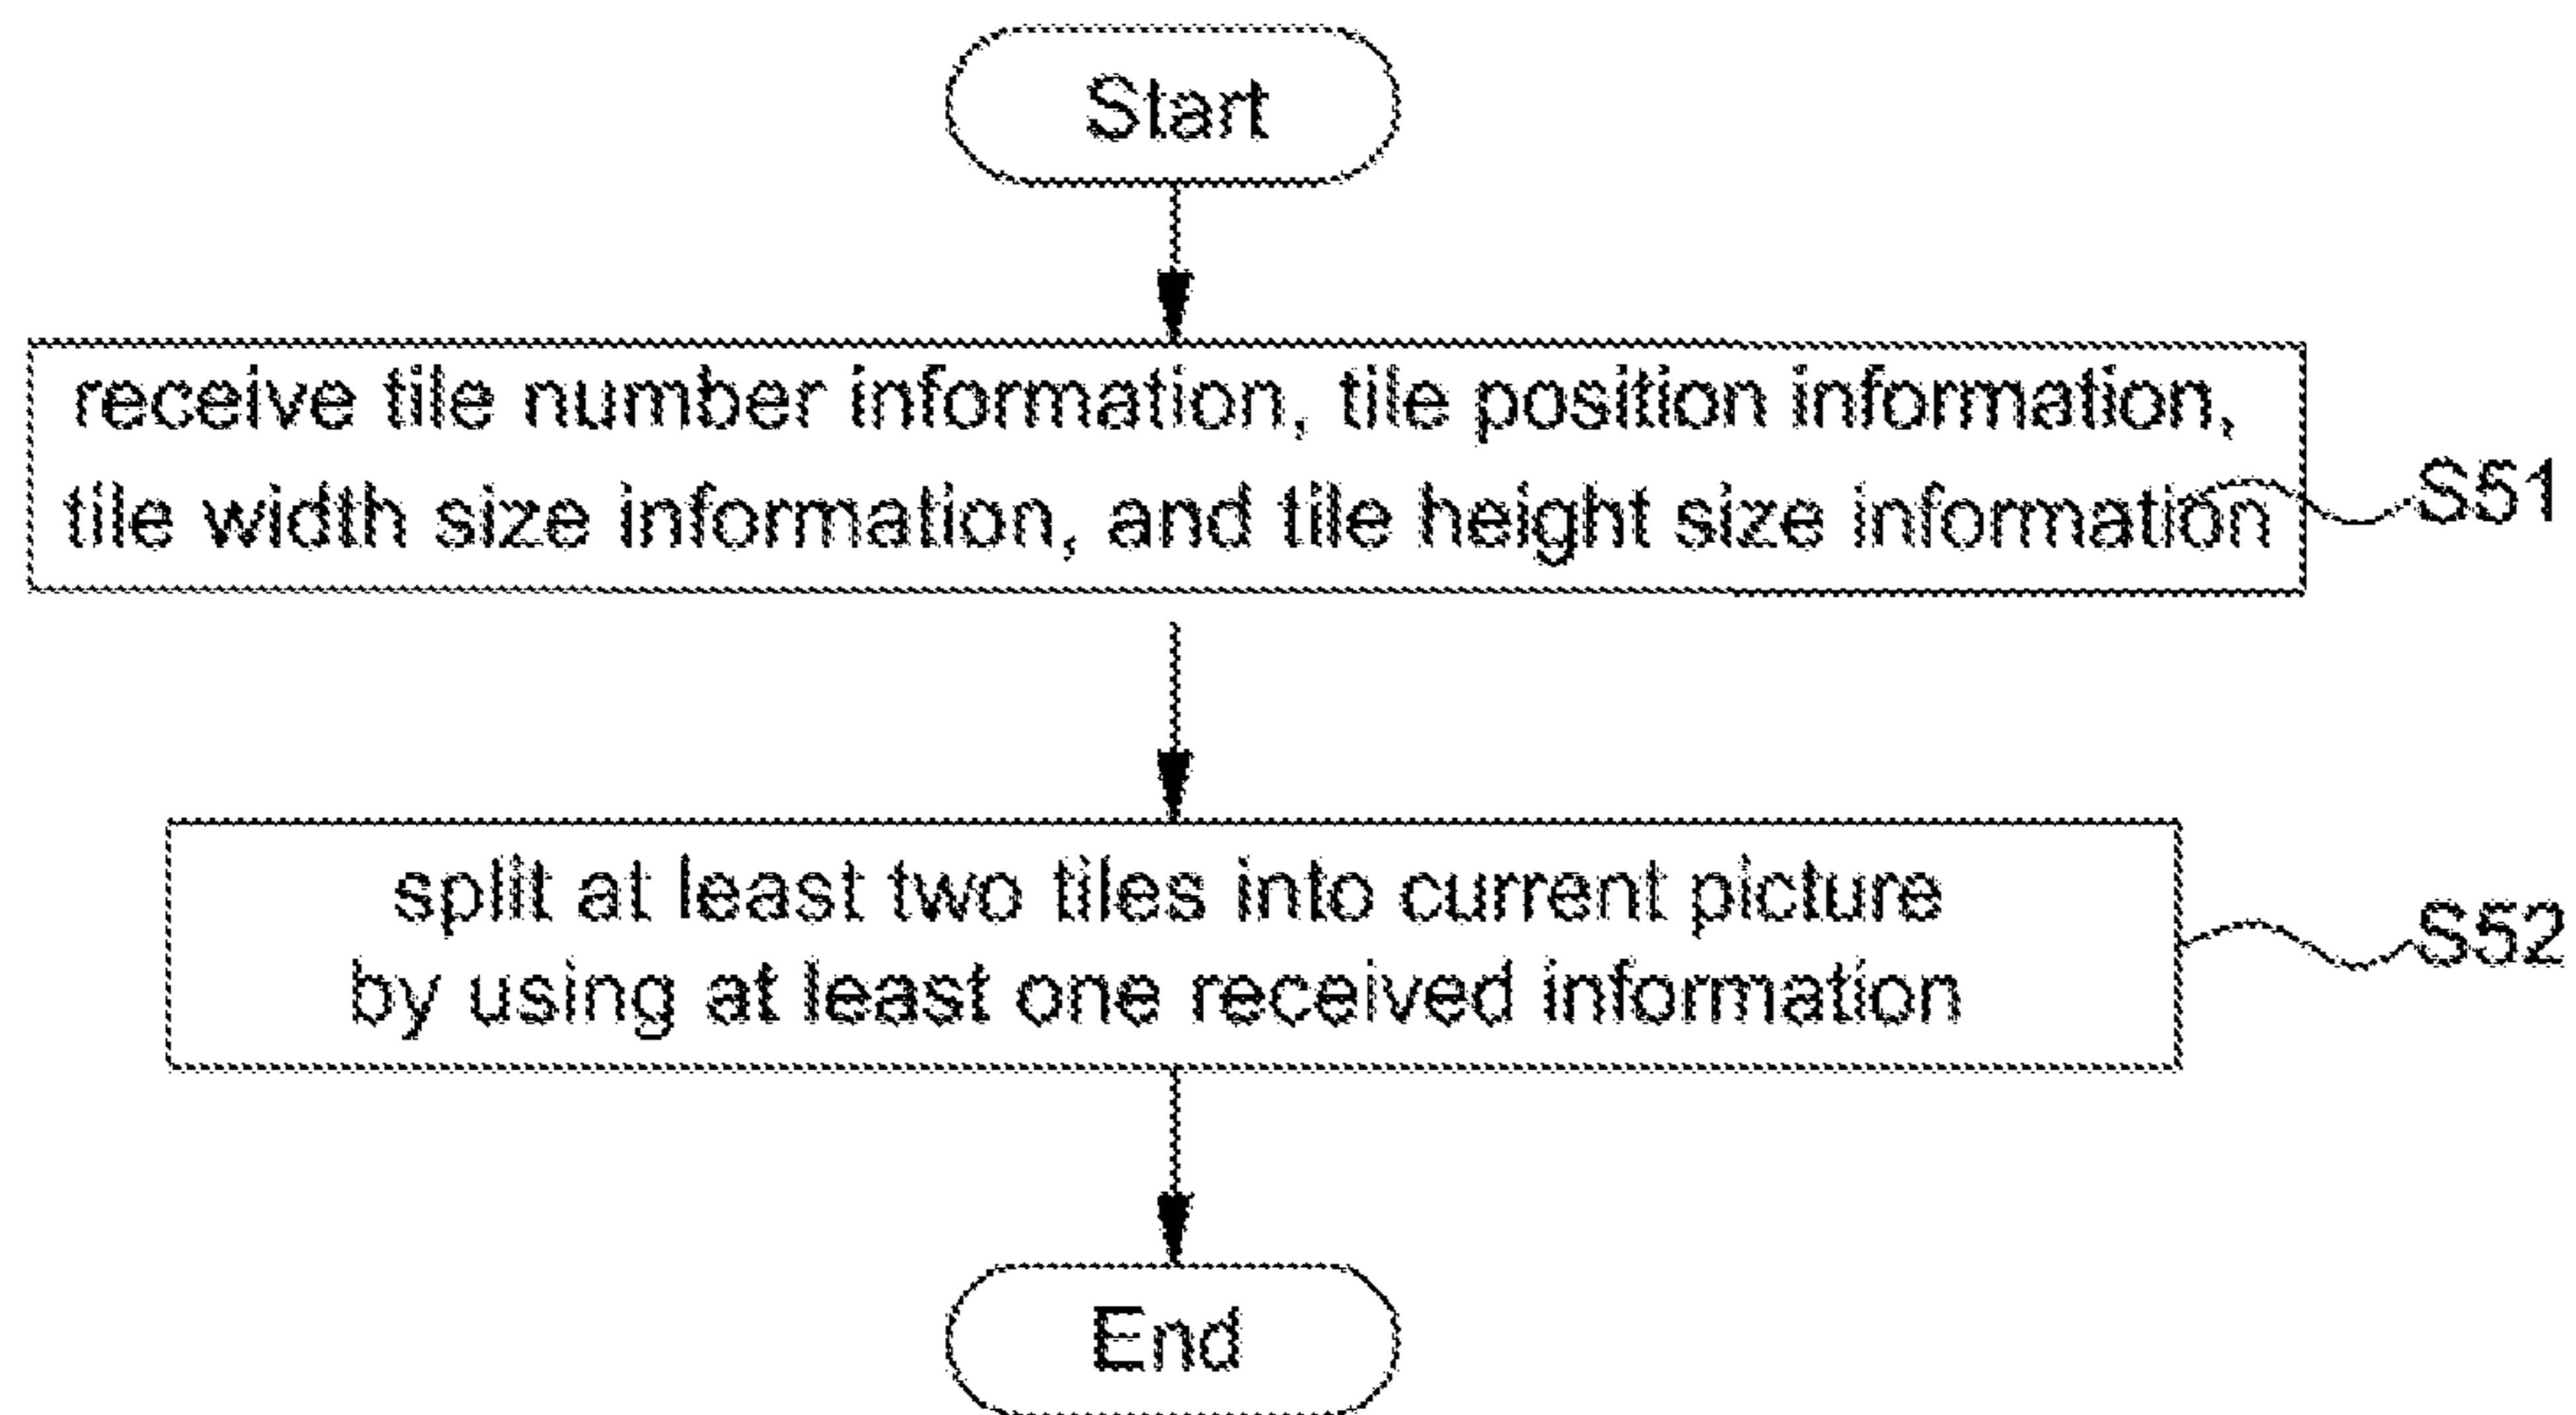 Start
receive tile number information, tile position information,
tile width size information, and tile height size information
S51
split at least two tiles into current picture
by using at least one received information
S52
End